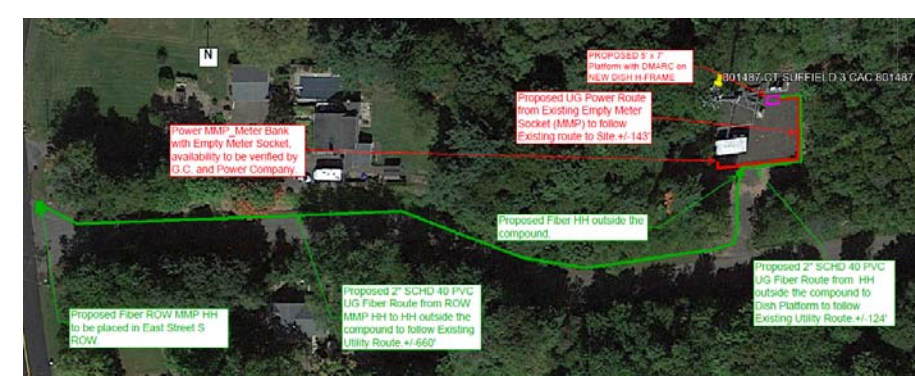 N
PROPOSED 5' x 7'
Platform with DMARC on
NEW DISH H-FRAME
801487 CT SUFFIELD 3 CAC 801487
Proposed UG Power Route
from Existing Empty Meter
Socket (MMP) to follow
Existing route to Site.+/-143'
Power MMP_Meter Bank
with Empty Meter Socket,
availability to be verified by
G.C. and Power Company.
Proposed Fiber HH outside the
compound.
Proposed 2" SCHD 40 PVC
UG Fiber Route from HH
outside the compound to
Dish Platform to follow
Existing Utility Route.+/-124'
Proposed 2" SCHD 40 PVC
UG Fiber Route from ROW
MMP HH to HH outside the
compound to follow Existing
Utility Route.+/-660'
Proposed Fiber ROW MMP HH
to be placed in East Street S
ROW.